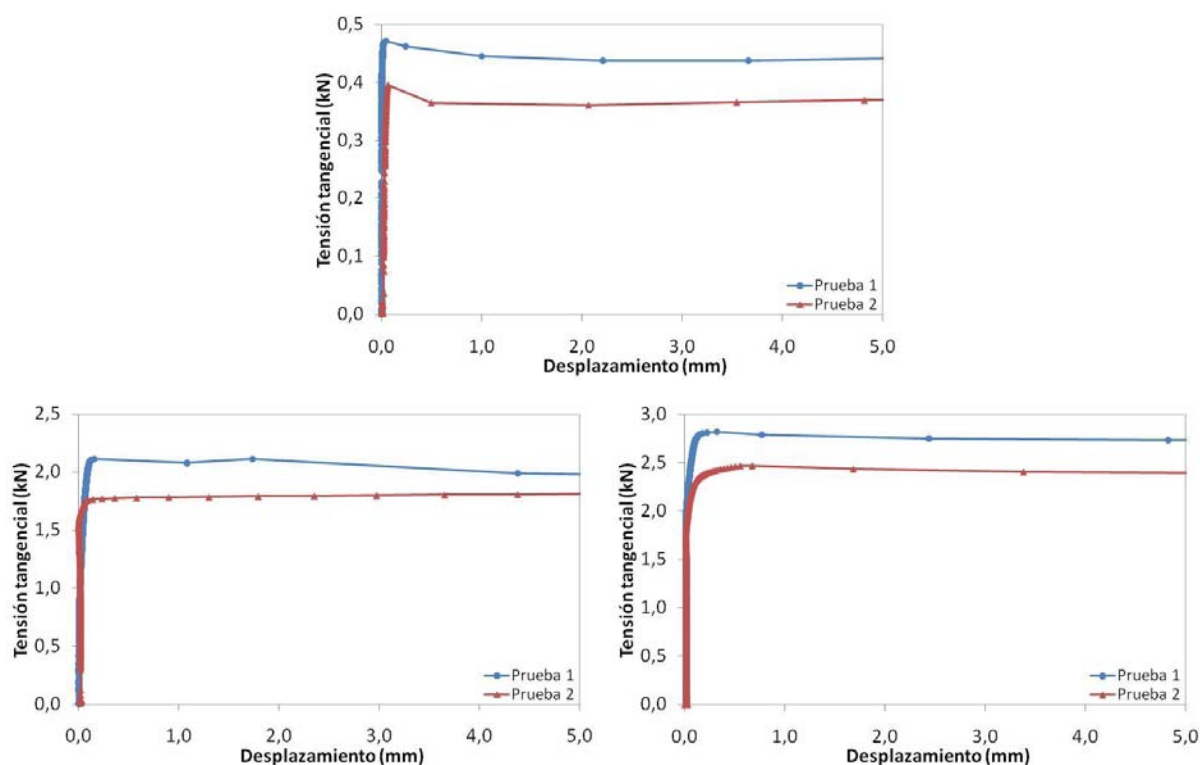 Tensión tangencial (kN)
0,5
0,4
0,3
0,2
0,1
0,0
Prueba 1
Prueba 2
0,0 1,0 2,0 3,0 4,0 5,0
Desplazamiento (mm)
Tensión tangencial (kN)
2,5
2,0
1,5
1,0
0,5
0,0
Prueba 1
Prueba 2
0,0 1,0 2,0 3,0 4,0 5,0
Desplazamiento (mm)
Tensión tangencial (kN)
3,0
2,5
2,0
1,5
1,0
0,5
0,0
Prueba 1
Prueba 2
0,0 1,0 2,0 3,0 4,0 5,0
Desplazamiento (mm)